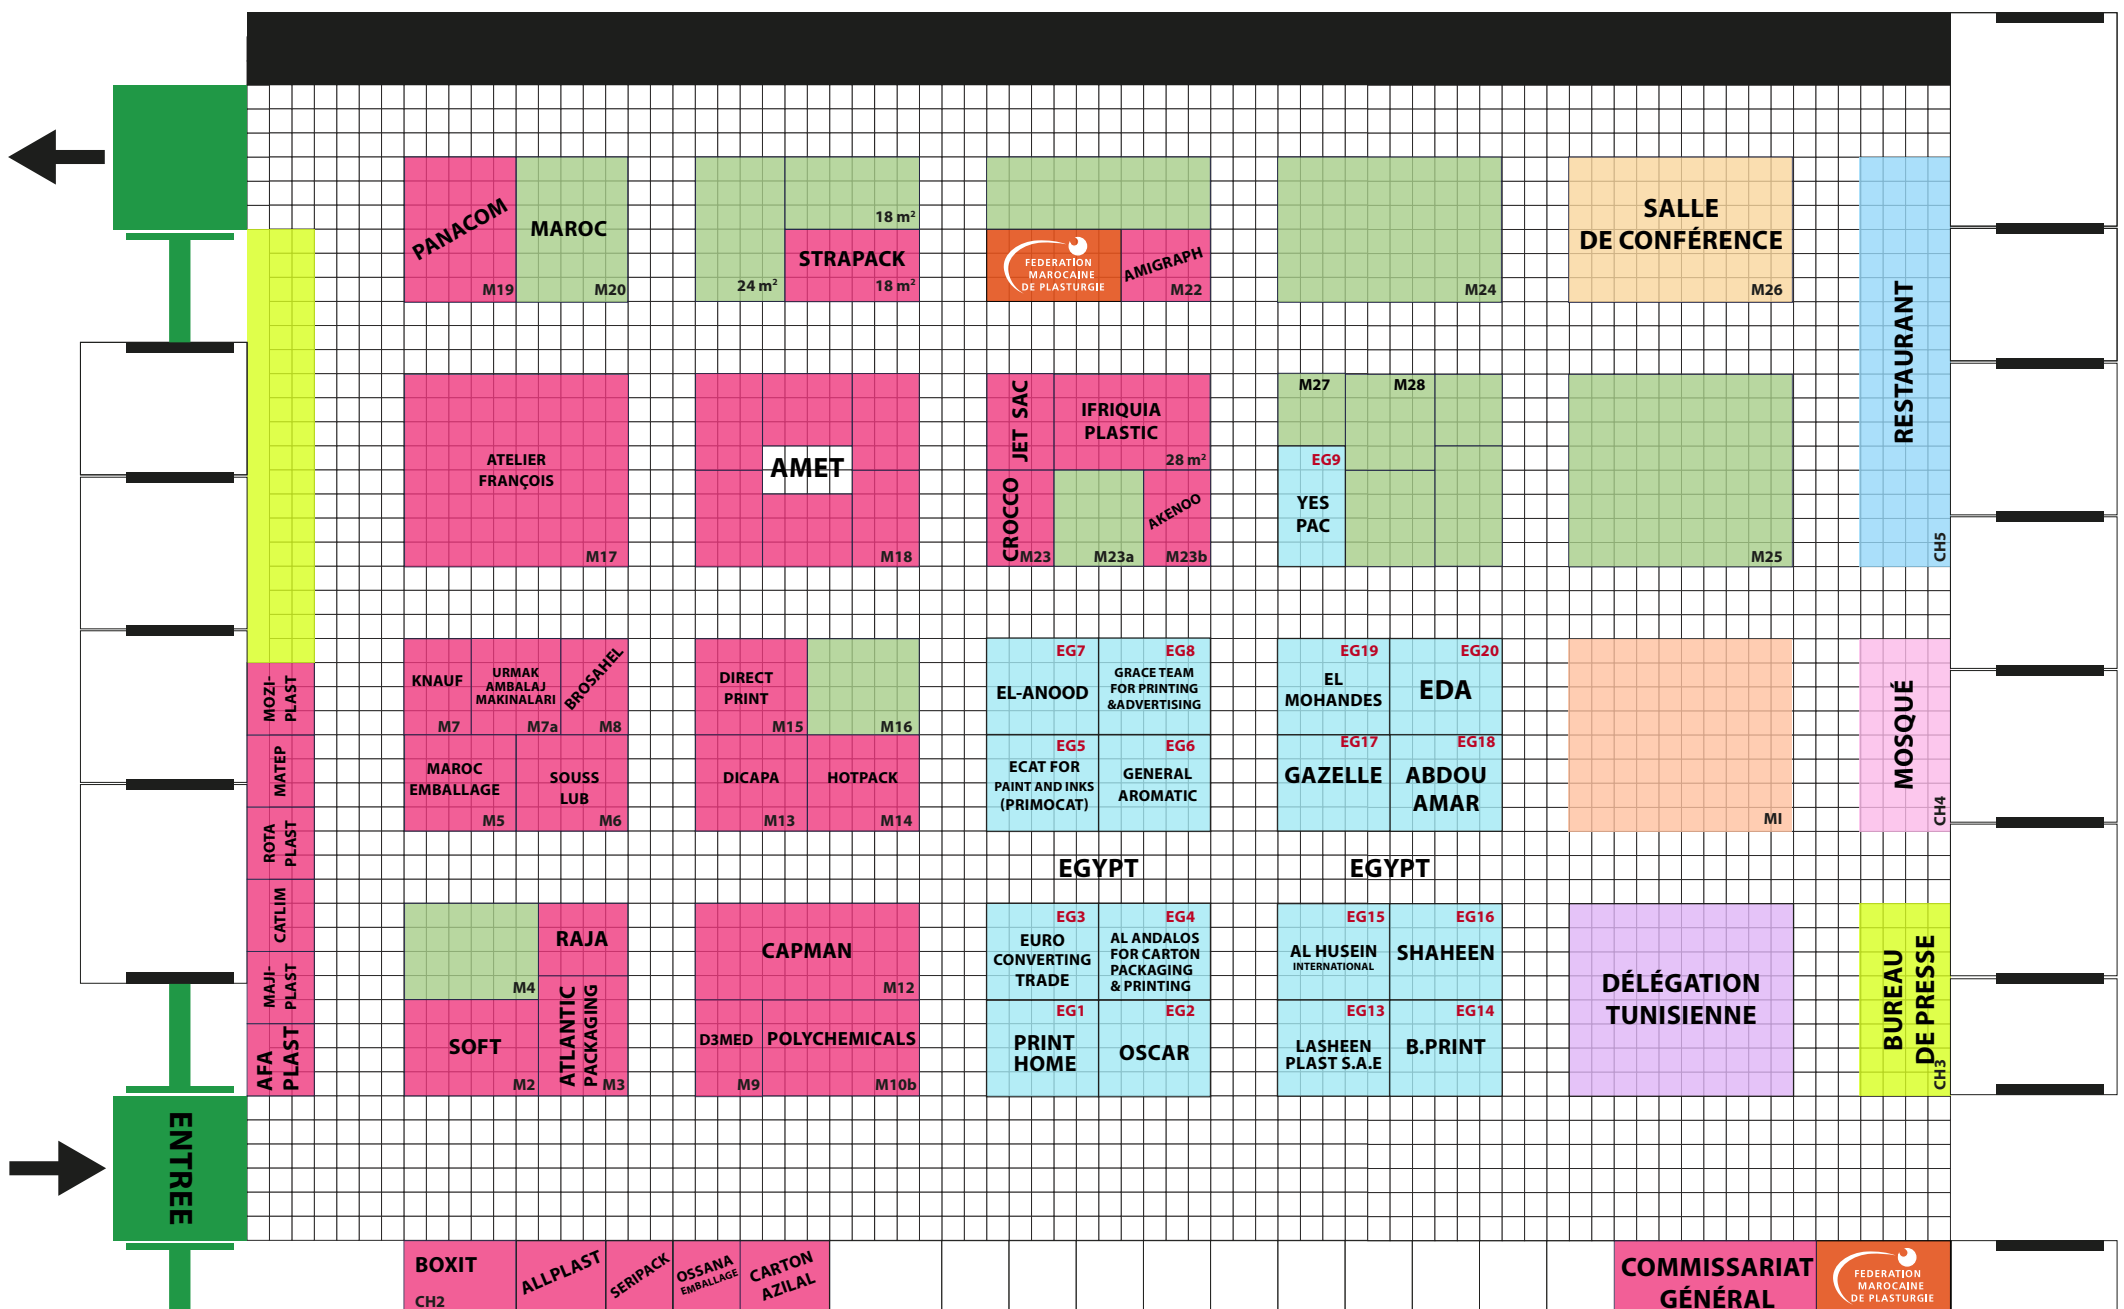 PANACOM
M19
MAROC
M20
24 m²
18 m²
STRAPACK
18 m²
FEDERATION
MAROCAINE
DE PLASTURGIE
AMIGRAPH
M22
M24
SALLE
DE CONFÉRENCE
M26
RESTAURANT
CH5
ATELIER
FRANÇOIS
M17
AMET
M18
JET SAC
IFRIQUIA
PLASTIC
28 m²
CROCCO
M23
M23a
AKENOO
M23b
M27
M28
EG9
YES
PAC
M25
MOZI-
PLAST
MATEP
ROTA
PLAST
CATLIM
MAJI-
PLAST
AFA
PLAST
KNAUF
M7
URMAK
AMBALAJ
MAKINALARI
M7a
BROSAHEL
M8
MAROC
EMBALLAGE
M5
SOUSS
LUB
M6
DIRECT
PRINT
M15
M16
DICAPA
M13
HOTPACK
M14
EG7
EL-ANOOD
EG8
GRACE TEAM
FOR PRINTING
&ADVERTISING
EG5
ECAT FOR
PAINT AND INKS
(PRIMOCAT)
EG6
GENERAL
AROMATIC
EG19
EL
MOHANDES
EG20
EDA
EG17
GAZELLE
EG18
ABDOU
AMAR
MI
MOSQUÉ
CH4
EGYPT
EGYPT
M4
RAJA
SOFT
M2
ATLANTIC
PACKAGING
M3
CAPMAN
M12
D3MED
M9
POLYCHEMICALS
M10b
EG3
EURO
CONVERTING
TRADE
EG4
AL ANDALOS
FOR CARTON
PACKAGING
& PRINTING
EG1
PRINT
HOME
EG2
OSCAR
EG15
AL HUSEIN
INTERNATIONAL
EG16
SHAHEEN
EG13
LASHEEN
PLAST S.A.E
EG14
B.PRINT
DÉLÉGATION
TUNISIENNE
BUREAU
DE PRESSE
CH3
ENTREE
BOXIT
CH2
ALLPLAST
SERIPACK
OSSANA
EMBALLAGE
CARTON
AZILAL
COMMISSARIAT
GÉNÉRAL
FEDERATION
MAROCAINE
DE PLASTURGIE